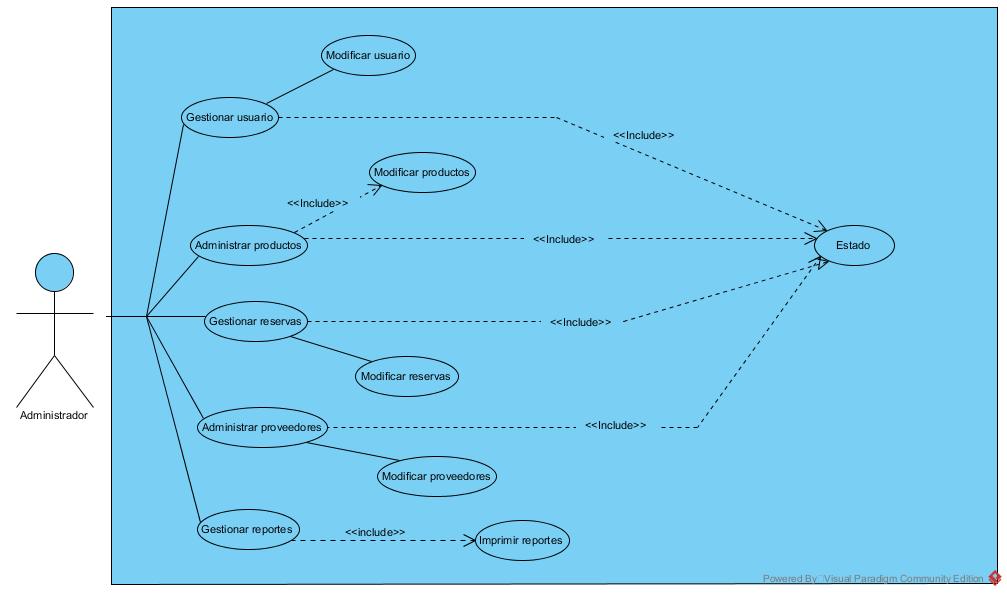 Modificar usuario
Gestionar usuario
<<Include>>
Modificar productos
<<Include>>
Administrar productos
<<Include>>
Estado
Gestionar reservas
<<Include>>
Modificar reservas
Administrador
Administrar proveedores
<<Include>>
Modificar proveedores
Gestionar reportes
<<include>>
Imprimir reportes
Powered By Visual Paradigm Community Edition